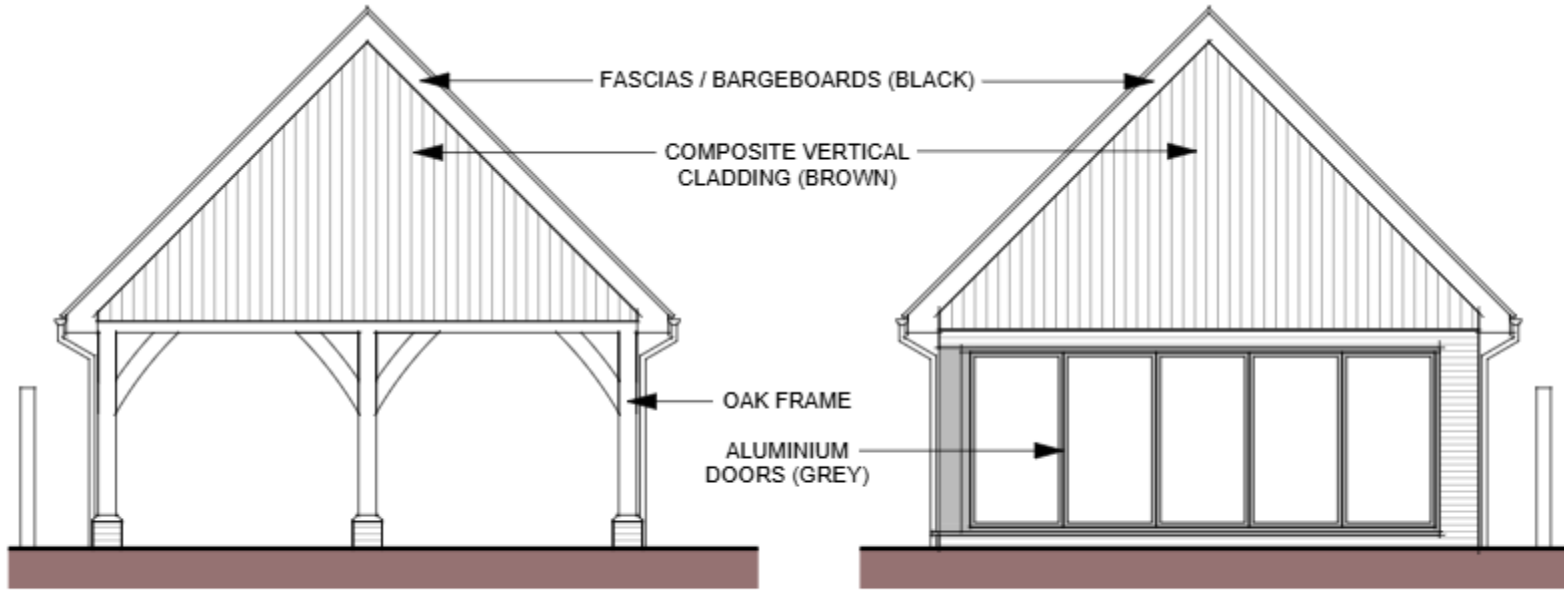 FASCIAS / BARGEBOARDS (BLACK)
COMPOSITE VERTICAL
CLADDING (BROWN)
OAK FRAME
ALUMINIUM
DOORS (GREY)